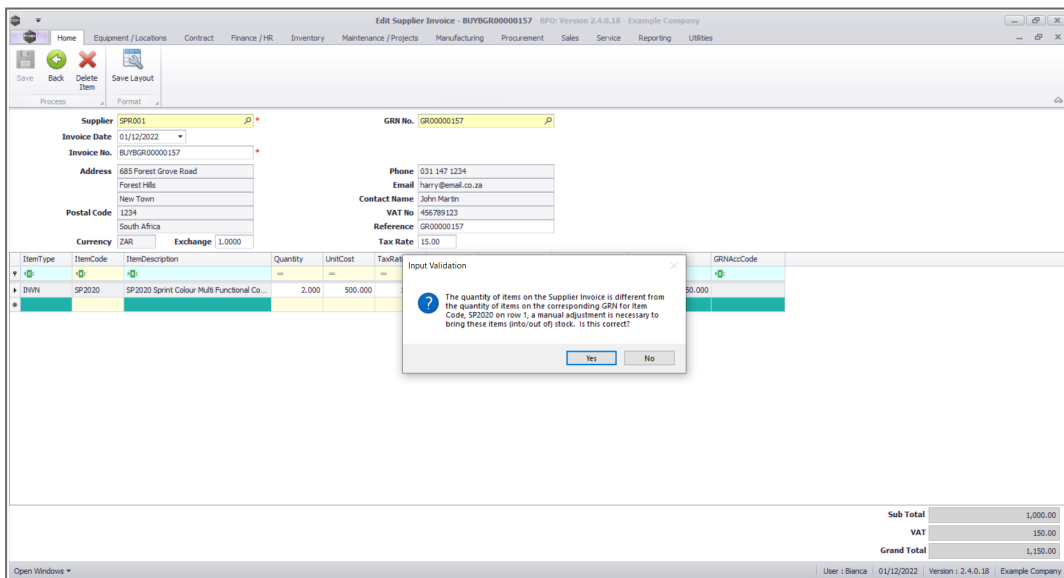 Edit Supplier Invoice - BUYBGR00000157 - BPO: Version 2.4.0.18 - Example Company
Home Equipment / Locations Contract Finance / HR Inventory Maintenance / Projects Manufacturing Procurement Sales Service Reporting Utilities
Save Back Delete Item Save Layout
Process Format
Supplier SPR001 * GRN No. GR00000157
Invoice Date 01/12/2022
Invoice No. BUYBGR00000157 *
Address 685 Forest Grove Road Phone 031 147 1234
Forest Hills Email harry@email.co.za
New Town Contact Name John Martin
Postal Code 1234 VAT No 456789123
South Africa Reference GR00000157
Currency ZAR Exchange 1.0000 Tax Rate 15.00
ItemType ItemCode ItemDescription Quantity UnitCost TaxRat GRNAccCode
= = =
INVN SP2020 SP2020 Sprint Colour Multi Functional Co... 2.000 500.000 50.000
Input Validation
The quantity of items on the Supplier Invoice is different from
the quantity of items on the corresponding GRN for Item
Code, SP2020 on row 1, a manual adjustment is necessary to
bring these items (into/out of) stock. Is this correct?
Yes No
Sub Total 1,000.00
VAT 150.00
Grand Total 1,150.00
Open Windows User : Bianca 01/12/2022 Version : 2.4.0.18 Example Company